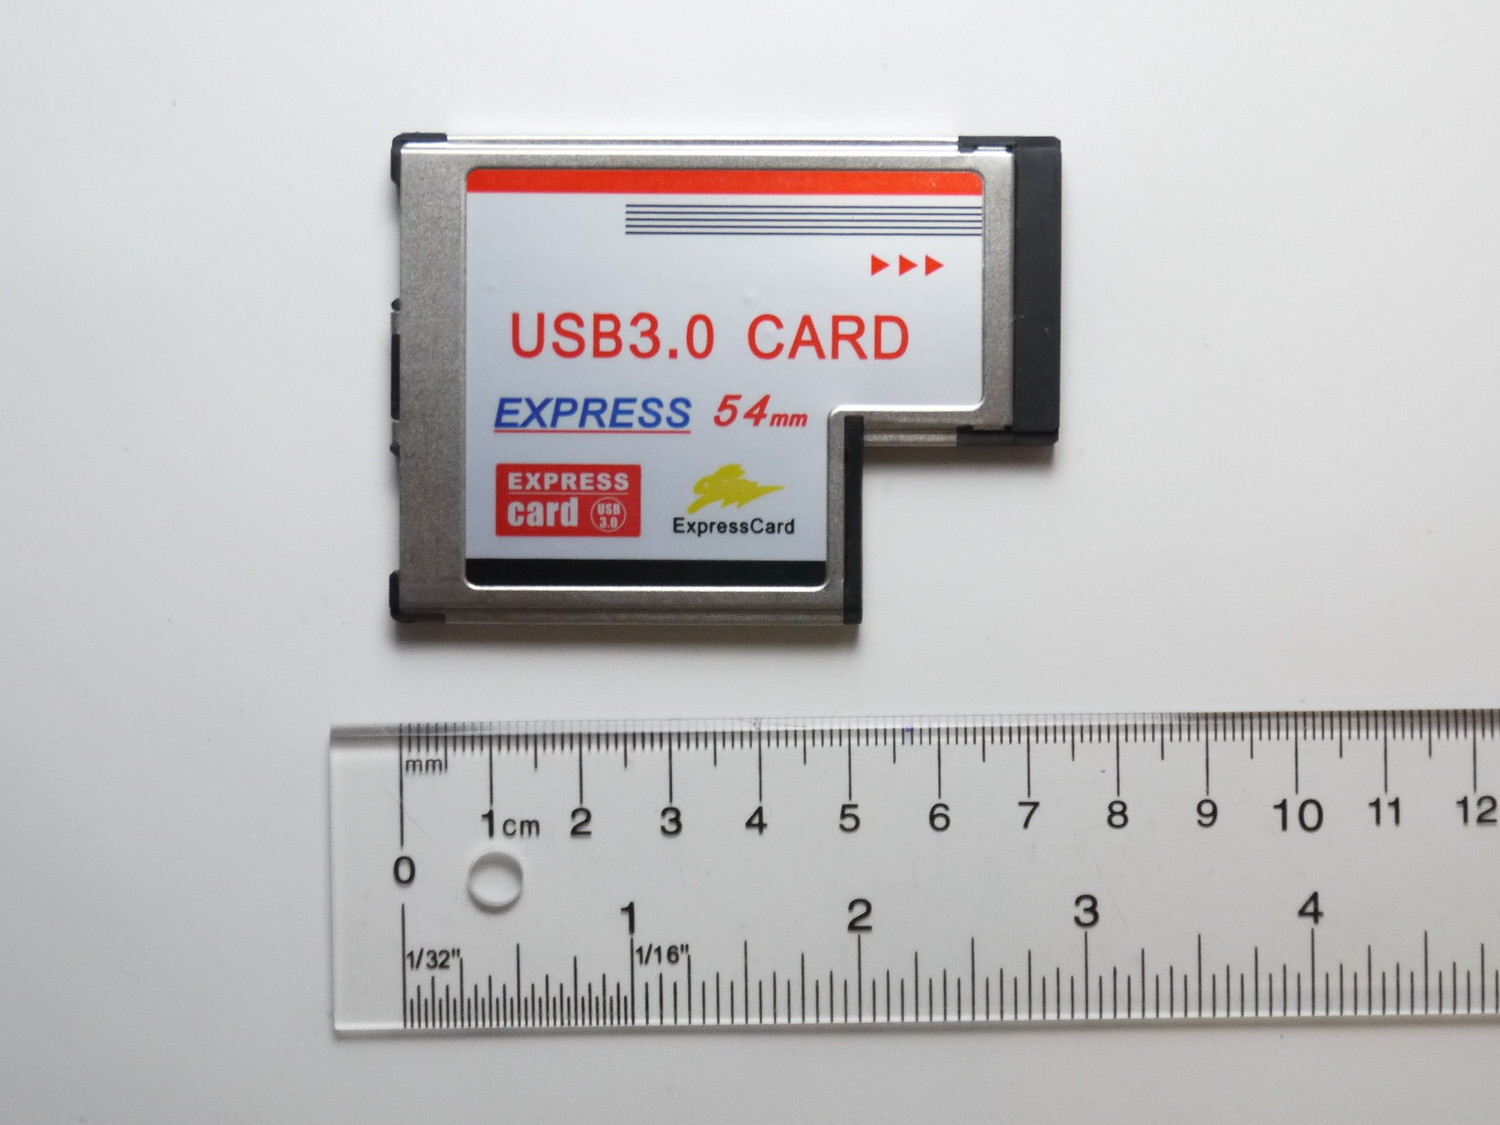 USB3.0 CARD
EXPRESS 54mm
EXPRESS
card USB
3.0
ExpressCard
mm
1cm 2 3 4 5 6 7 8 9 10 11 12
0
1 2 3 4
1/32" 1/16"